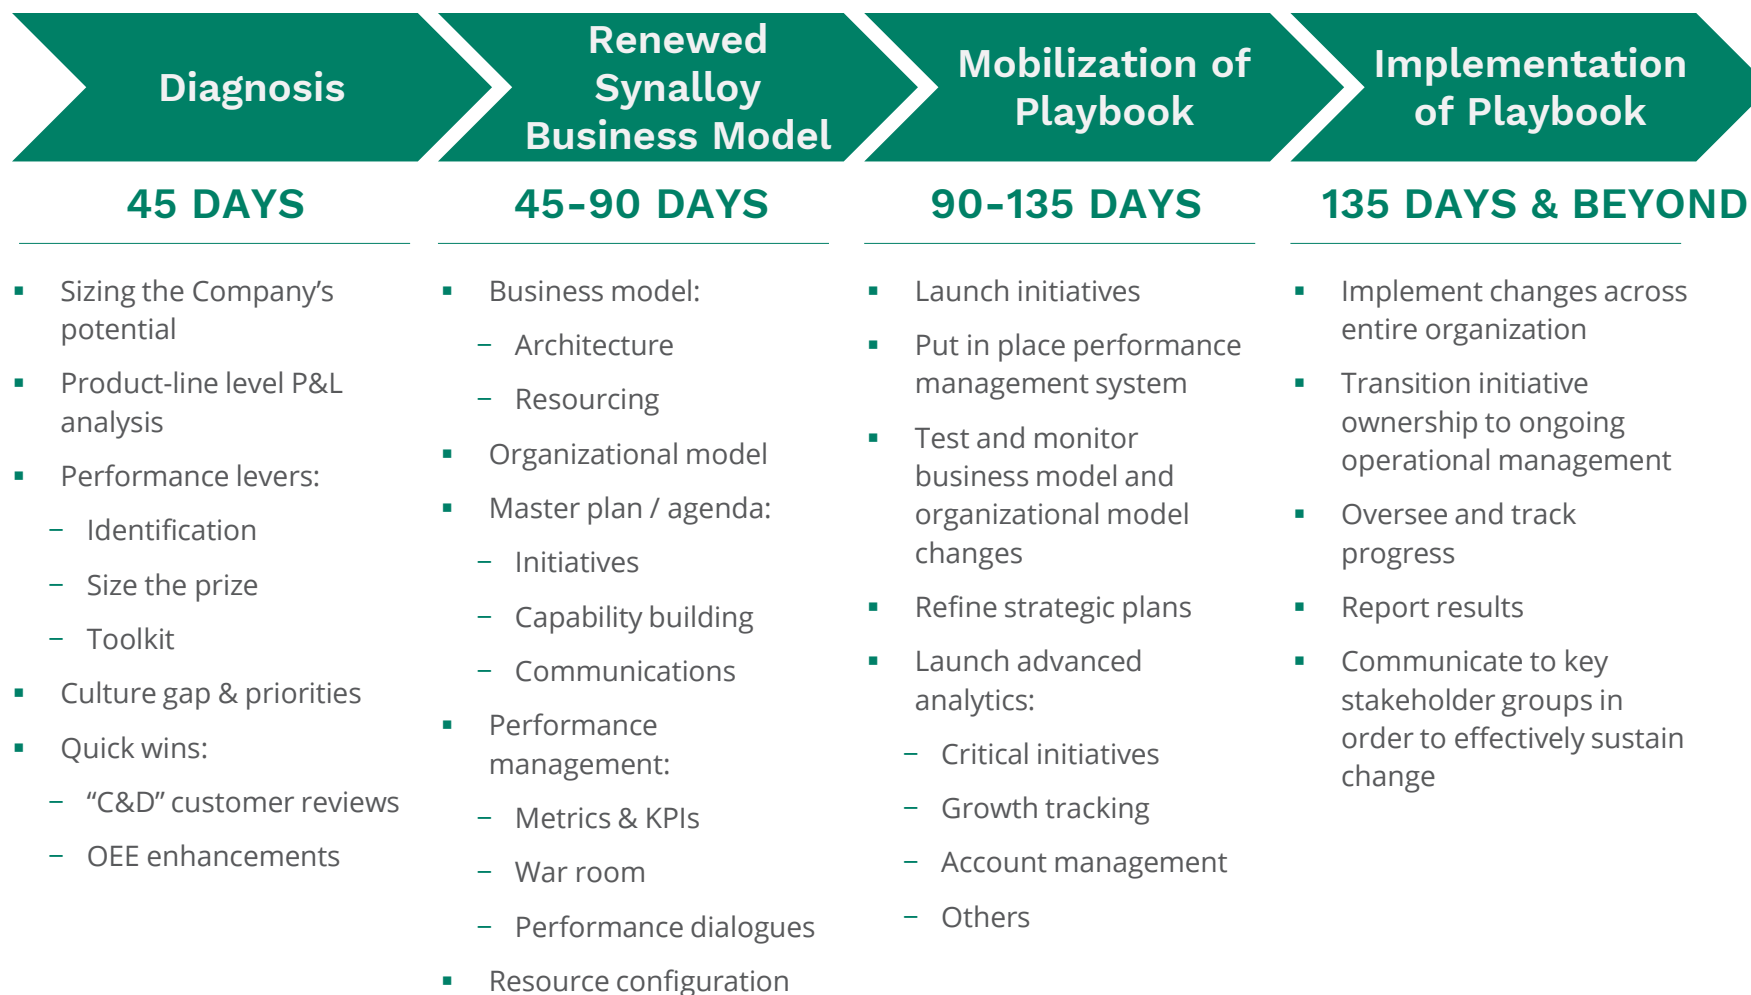 Diagnosis
45 DAYS
▪ Sizing the Company’s
potential
▪ Product-line level P&L
analysis
▪ Performance levers:
– Identification
– Size the prize
– Toolkit
▪ Culture gap & priorities
▪ Quick wins:
– “C&D” customer reviews
– OEE enhancements
Renewed
Synalloy
Business Model
45-90 DAYS
▪ Business model:
– Architecture
– Resourcing
▪ Organizational model
▪ Master plan / agenda:
– Initiatives
– Capability building
– Communications
▪ Performance
management:
– Metrics & KPIs
– War room
– Performance dialogues
▪ Resource configuration
Mobilization of
Playbook
90-135 DAYS
▪ Launch initiatives
▪ Put in place performance
management system
▪ Test and monitor
business model and
organizational model
changes
▪ Refine strategic plans
▪ Launch advanced
analytics:
– Critical initiatives
– Growth tracking
– Account management
– Others
Implementation
of Playbook
135 DAYS & BEYOND
▪ Implement changes across
entire organization
▪ Transition initiative
ownership to ongoing
operational management
▪ Oversee and track
progress
▪ Report results
▪ Communicate to key
stakeholder groups in
order to effectively sustain
change